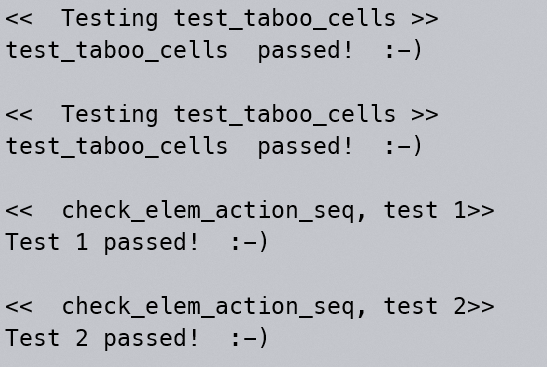 <<  Testing test_taboo_cells >>
test_taboo_cells  passed!  :-)
<<  Testing test_taboo_cells >>
test_taboo_cells  passed!  :-)
<<  check_elem_action_seq, test 1>>
Test 1 passed!  :-)
<<  check_elem_action_seq, test 2>>
Test 2 passed!  :-)